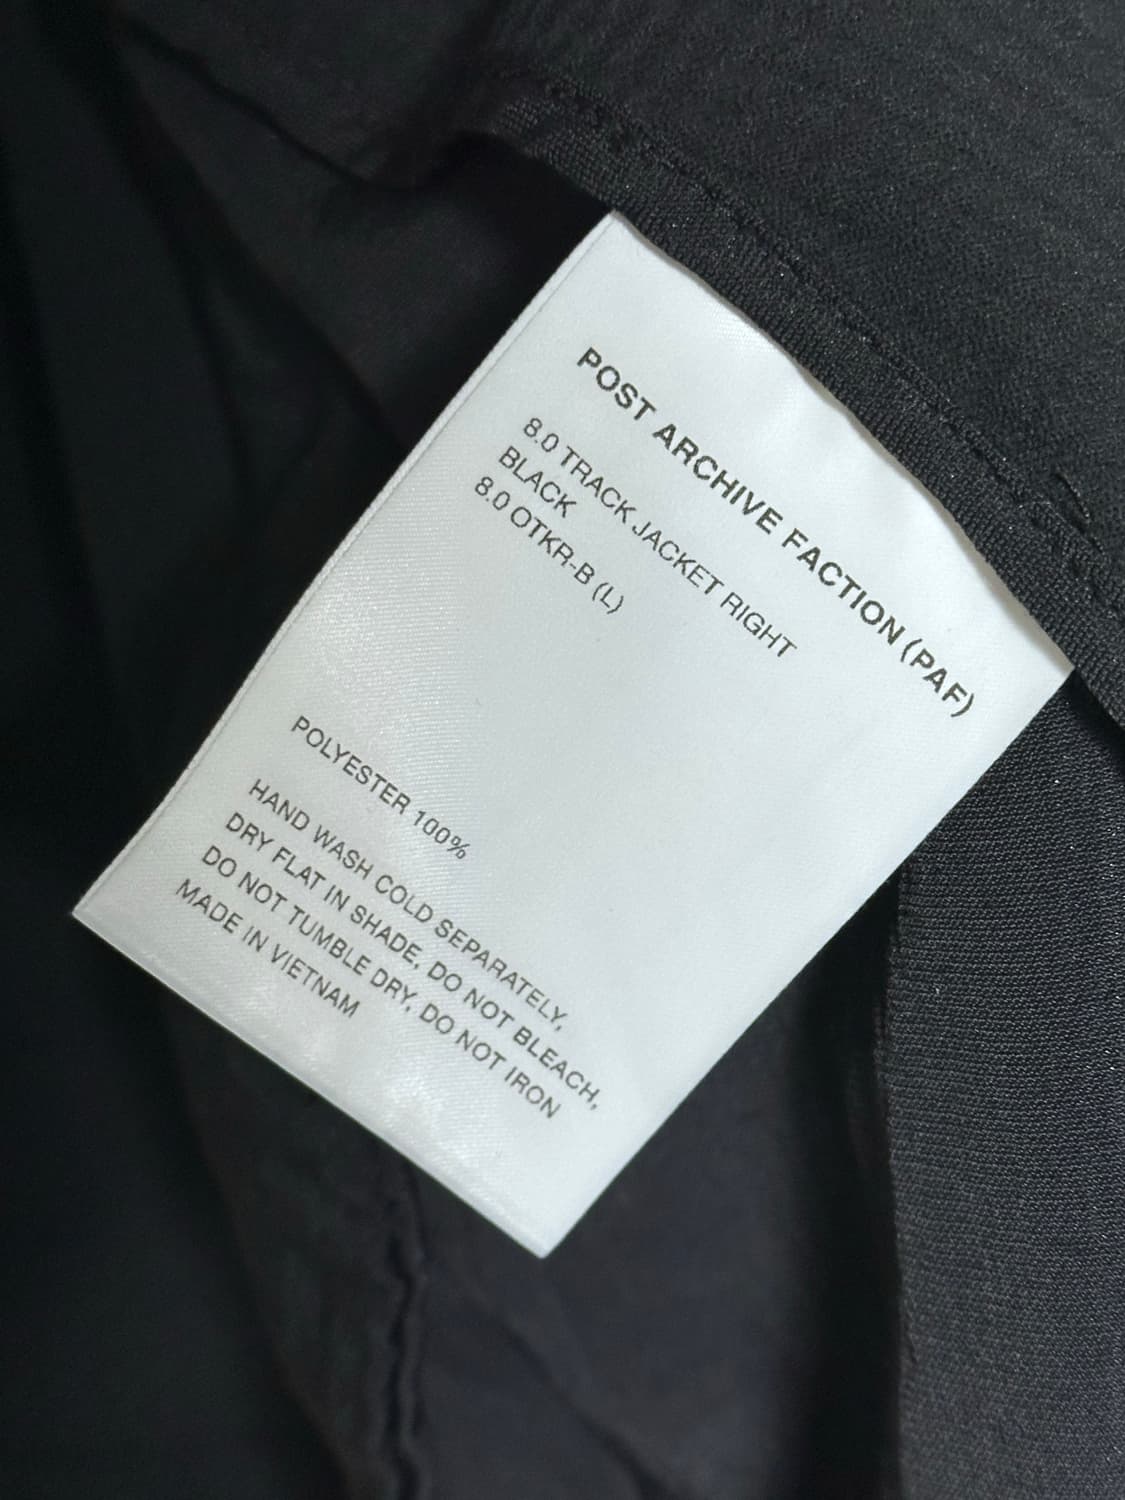 POST ARCHIVE FACTION (PAF)
8.0 TRACK JACKET RIGHT
BLACK
8.0 OTKR-B (L)
POLYESTER 100%
HAND WASH COLD SEPARATELY,
DRY FLAT IN SHADE, DO NOT BLEACH,
DO NOT TUMBLE DRY, DO NOT IRON
MADE IN VIETNAM